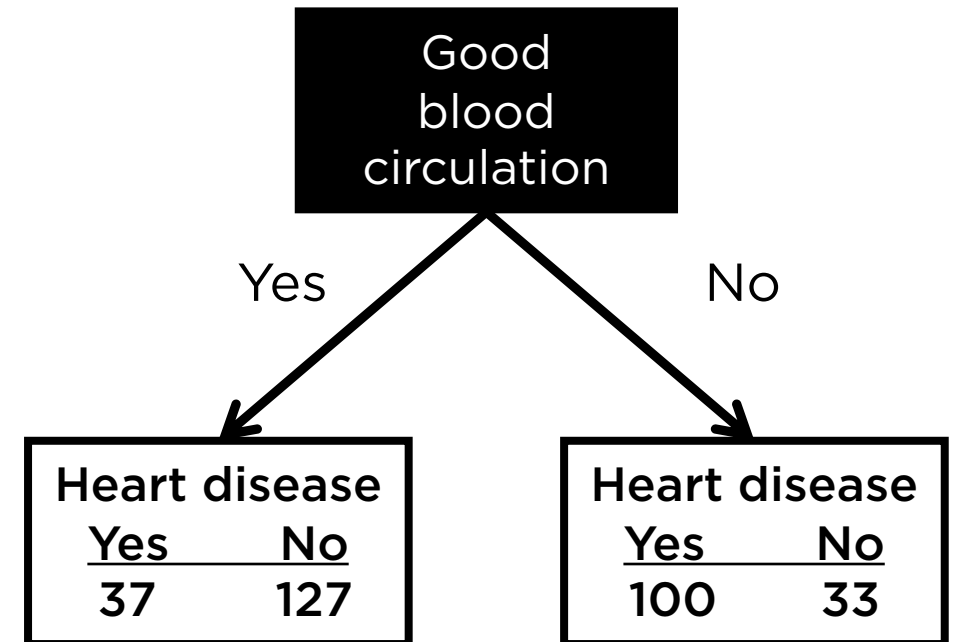 Good
blood
circulation
Yes
No
Heart disease
Yes No
37 127
Heart disease
Yes No
100 33